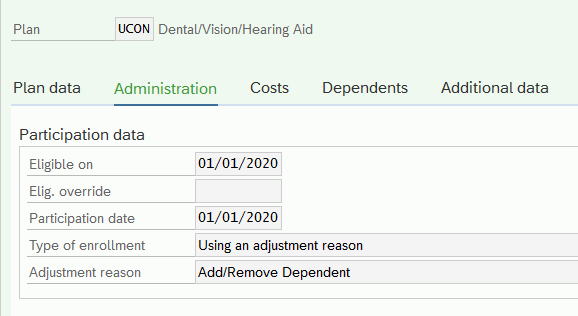 Plan UCON Dental/Vision/Hearing Aid
Plan data Administration Costs Dependents Additional data
Participation data
Eligible on 01/01/2020
Elig. override
Participation date 01/01/2020
Type of enrollment Using an adjustment reason
Adjustment reason Add/Remove Dependent